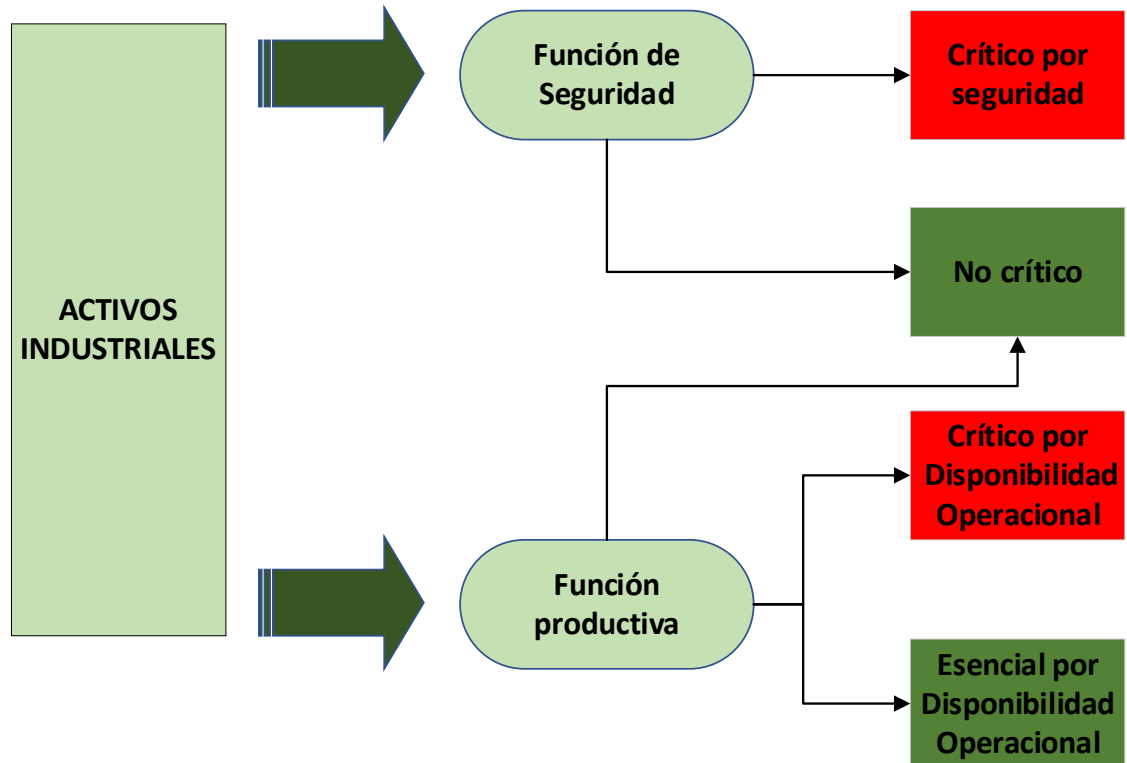 ACTIVOS
INDUSTRIALES
Función de
Seguridad
Crítico por
seguridad
No crítico
Función
productiva
Crítico por
Disponibilidad
Operacional
Esencial por
Disponibilidad
Operacional